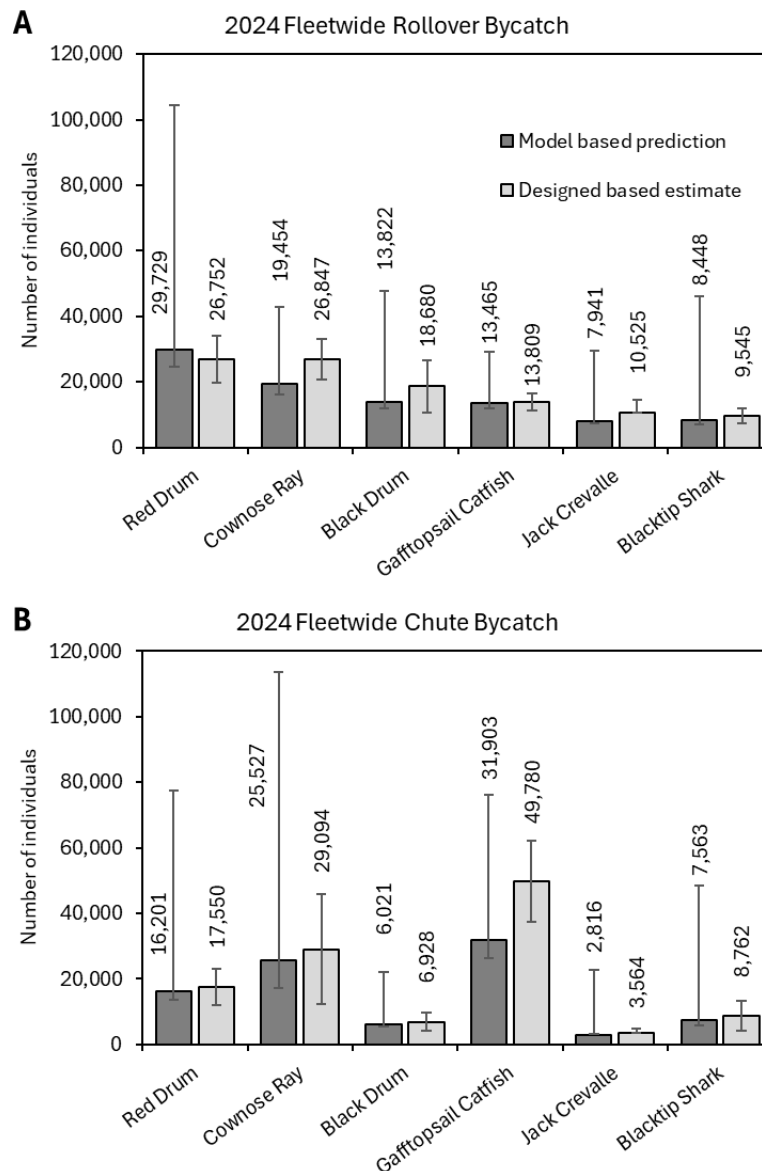 A
2024 Fleetwide Rollover Bycatch
120,000
100,000
80,000
60,000
40,000
20,000
0
Number of individuals
Model based prediction
Designed based estimate
29,729
26,752
19,454
26,847
13,822
18,680
13,465
13,809
7,941
10,525
8,448
9,545
Red Drum
Cownose Ray
Black Drum
Gafftopsail Catfish
Jack Crevalle
Blacktip Shark
B
2024 Fleetwide Chute Bycatch
120,000
100,000
80,000
60,000
40,000
20,000
0
Number of individuals
16,201
17,550
25,527
29,094
6,021
6,928
31,903
49,780
2,816
3,564
7,563
8,762
Red Drum
Cownose Ray
Black Drum
Gafftopsail Catfish
Jack Crevalle
Blacktip Shark